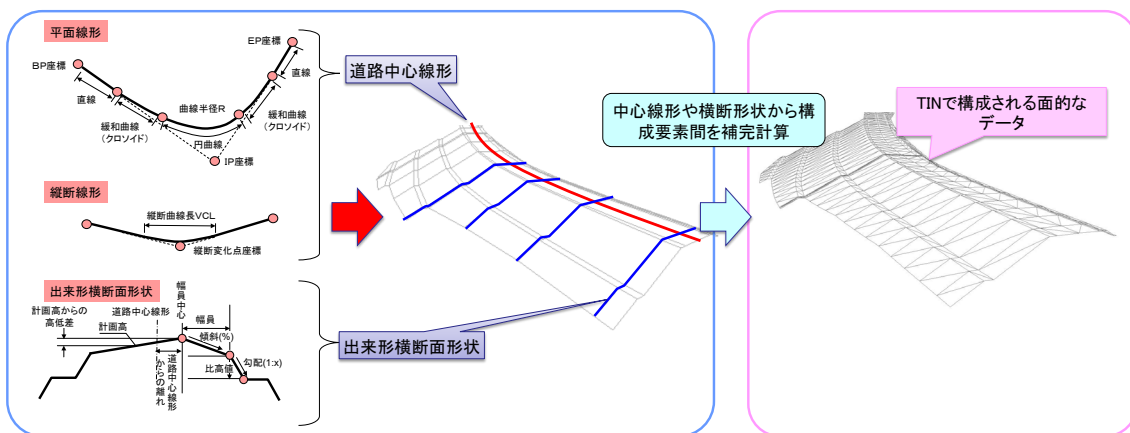 平面線形
BP座標
EP座標
直線
直線
曲線半径R
緩和曲線
(クロソイド)
緩和曲線
(クロソイド)
円曲線
IP座標
縦断線形
縦断曲線長VCL
縦断変化点座標
出来形横断面形状
計画高からの
高低差
道路中心線形
計画高
幅員中心
幅員
傾斜(%)
勾配(1:x)
比高値
道路中心線形
からの離れ
道路中心線形
出来形横断面形状
中心線形や横断形状から構
成要素間を補完計算
TINで構成される面的な
データ